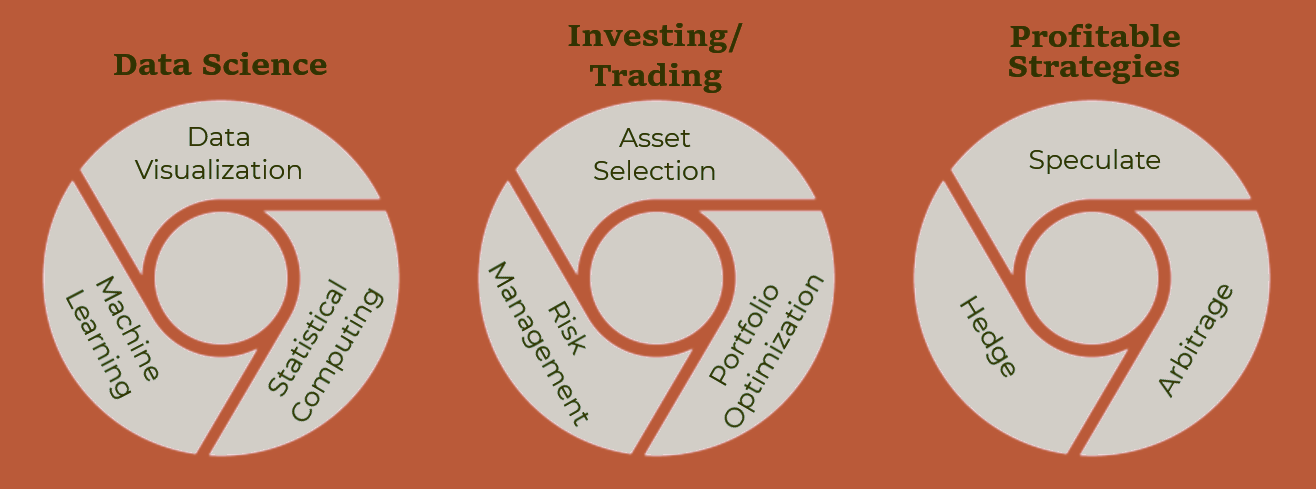 Data Science
Data
Visualization
Machine
Learning
Statistical
Computing
Investing/
Trading
Asset
Selection
Risk
Management
Portfolio
Optimization
Profitable
Strategies
Speculate
Hedge
Arbitrage